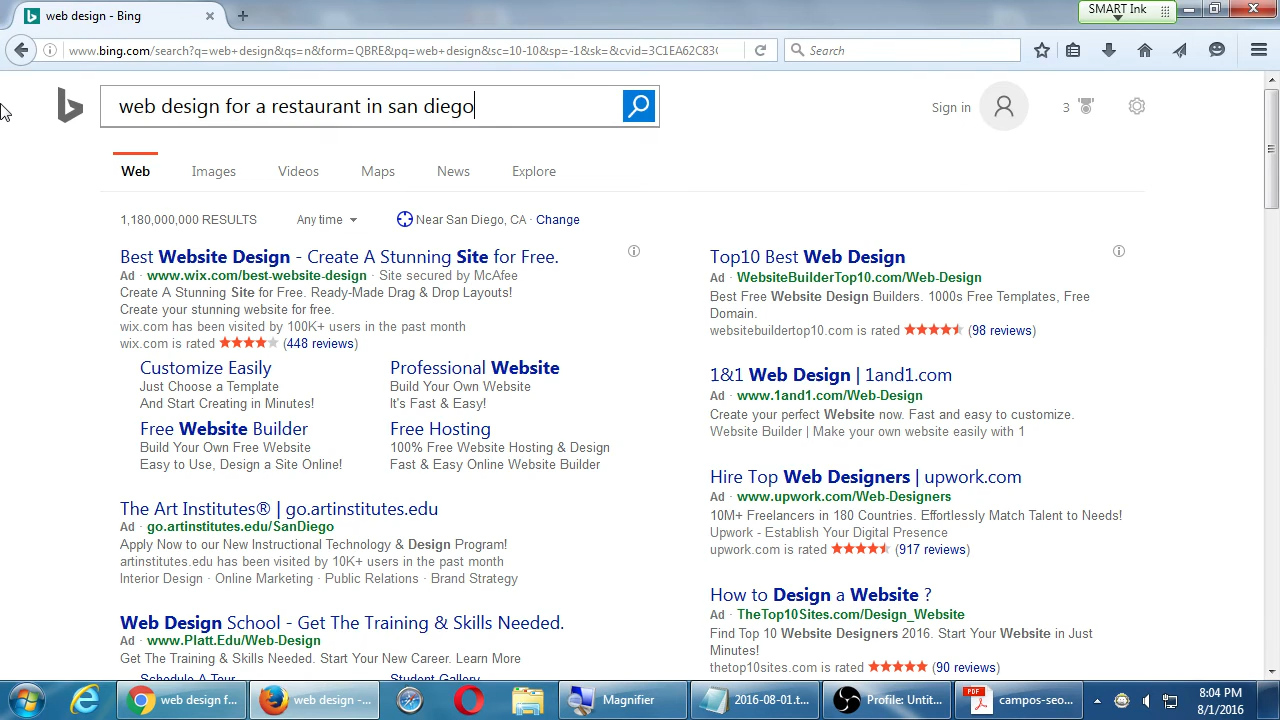 web design - Bing
SMART Ink
www.bing.com/search?q=web+design&qs=n&form=QBRE&pq=web+design&sc=10-10&sp=-1&sk=&cvid=3C1EA62C83
Search
web design for a restaurant in san diego
Sign in
3
Web Images Videos Maps News Explore
1,180,000,000 RESULTS Any time Near San Diego, CA · Change
Best Website Design - Create A Stunning Site for Free.
Ad · www.wix.com/best-website-design · Site secured by McAfee
Create A Stunning Site for Free. Ready-Made Drag & Drop Layouts!
Create your stunning website for free.
wix.com has been visited by 100K+ users in the past month
wix.com is rated (448 reviews)
Customize Easily
Just Choose a Template
And Start Creating in Minutes!
Professional Website
Build Your Own Website
It's Fast & Easy!
Free Website Builder
Build Your Own Free Website
Easy to Use, Design a Site Online!
Free Hosting
100% Free Website Hosting & Design
Fast & Easy Online Website Builder
The Art Institutes® | go.artinstitutes.edu
Ad · go.artinstitutes.edu/SanDiego
Apply Now to our New Instructional Technology & Design Program!
artinstitutes.edu has been visited by 10K+ users in the past month
Interior Design · Online Marketing · Public Relations · Brand Strategy
Web Design School - Get The Training & Skills Needed.
Ad · www.Platt.Edu/Web-Design
Get The Training & Skills Needed. Start Your New Career. Learn More
Schedule A Tour Student Gallery
Top10 Best Web Design
Ad · WebsiteBuilderTop10.com/Web-Design
Best Free Website Design Builders. 1000s Free Templates, Free
Domain.
websitebuildertop10.com is rated (98 reviews)
1&1 Web Design | 1and1.com
Ad · www.1and1.com/Web-Design
Create your perfect Website now. Fast and easy to customize.
Website Builder | Make your own website easily with 1
Hire Top Web Designers | upwork.com
Ad · www.upwork.com/Web-Designers
10M+ Freelancers in 180 Countries. Effortlessly Match Talent to Needs!
Upwork - Establish Your Digital Presence
upwork.com is rated (917 reviews)
How to Design a Website ?
Ad · TheTop10Sites.com/Design_Website
Find Top 10 Website Designers 2016. Start Your Website in Just
Minutes!
thetop10sites.com is rated (90 reviews)
web design f...
web design -...
Magnifier
2016-08-01.t...
Profile: Untit...
PDF
campos-seo...
8:04 PM
8/1/2016